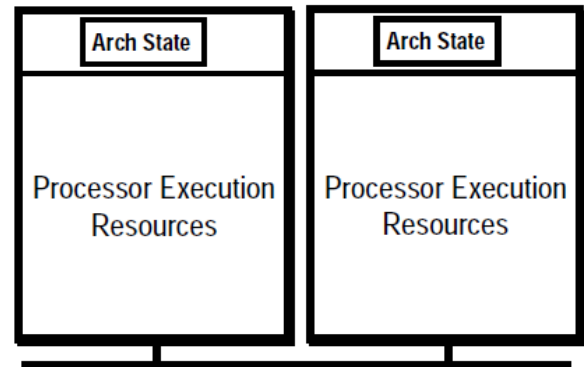 Arch State
Arch State
Processor Execution
Resources
Processor Execution
Resources